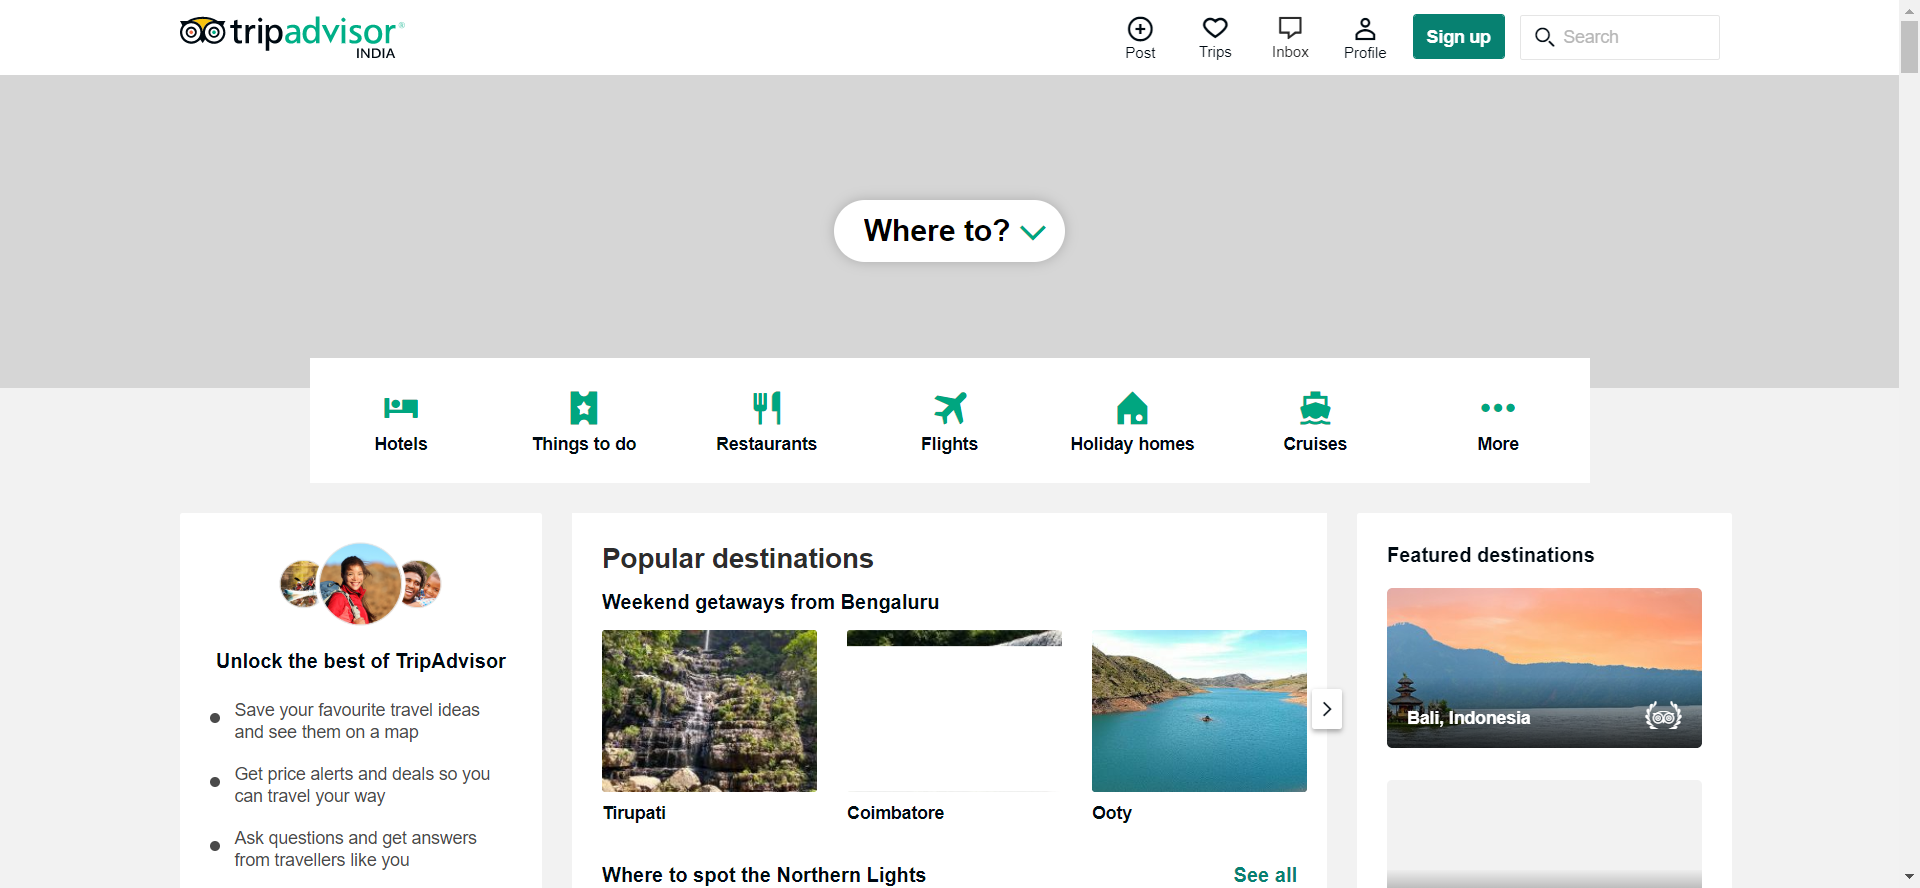 tripadvisor®
INDIA
Post
Trips
Inbox
Profile
Sign up
Search
Where to?
Hotels
Things to do
Restaurants
Flights
Holiday homes
Cruises
More
Unlock the best of TripAdvisor
Save your favourite travel ideas
and see them on a map
Get price alerts and deals so you
can travel your way
Ask questions and get answers
from travellers like you
Popular destinations
Weekend getaways from Bengaluru
Tirupati
Coimbatore
Ooty
Where to spot the Northern Lights
See all
Featured destinations
Bali, Indonesia